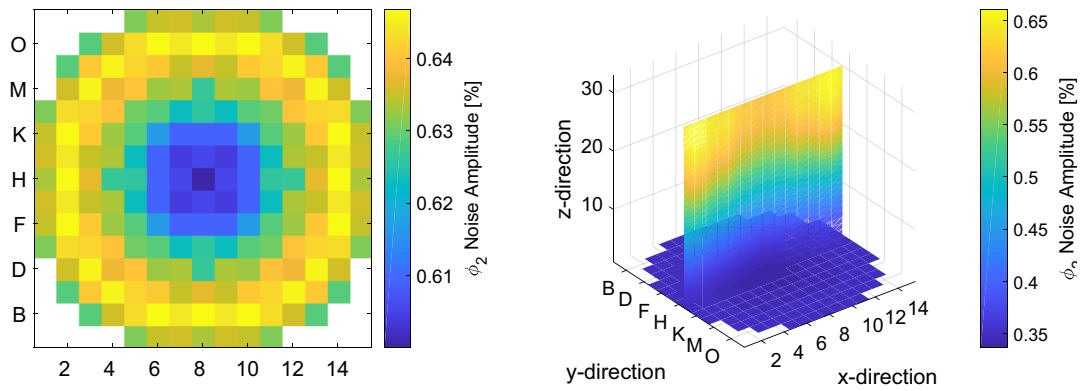 O
M
K
H
F
D
B
2 4 6 8 10 12 14
0.64
0.63
0.62
0.61
ϕ2 Noise Amplitude [%]
30
20
10
z-direction
B D F H K M O
y-direction
2 4 6 8 10 12 14
x-direction
0.65
0.6
0.55
0.5
0.45
0.4
0.35
ϕ2 Noise Amplitude [%]